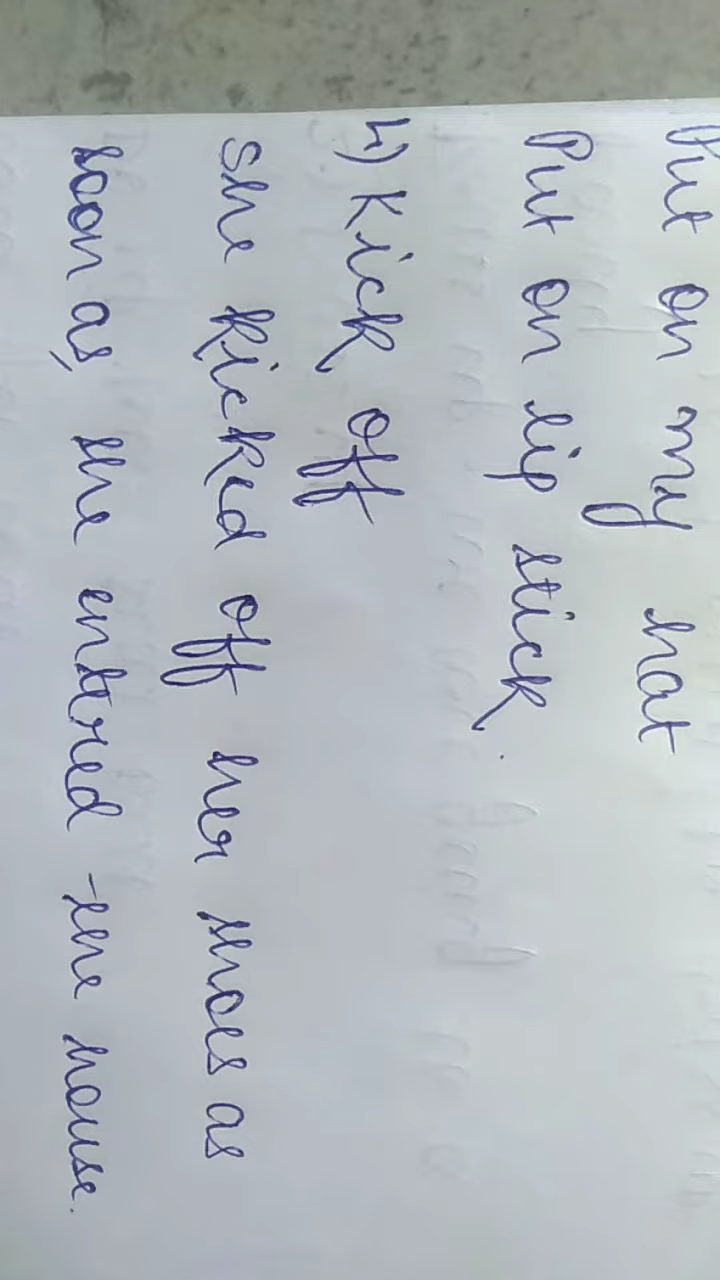 Put on my hat
Put on lip stick.
4) Kick off
She kicked off her shoes as
soon as, she entered the house.